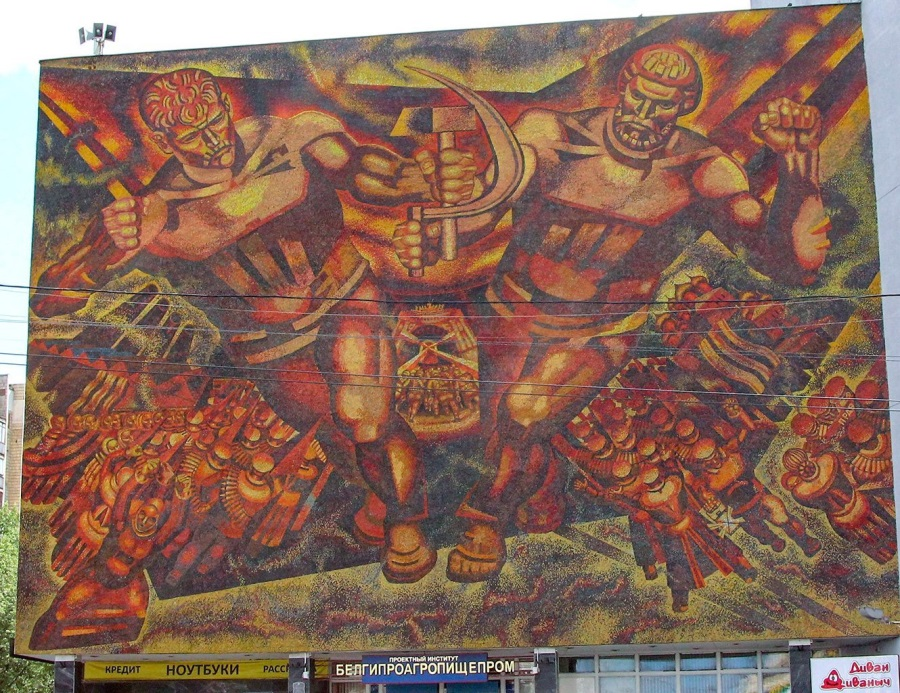 КРЕДИТ НОУТБУКИ
ПРОЕКТНЫЙ ИНСТИТУТ
БЕЛГИПРОАГРОПИЩЕПРОМ
Диван
Диваныч